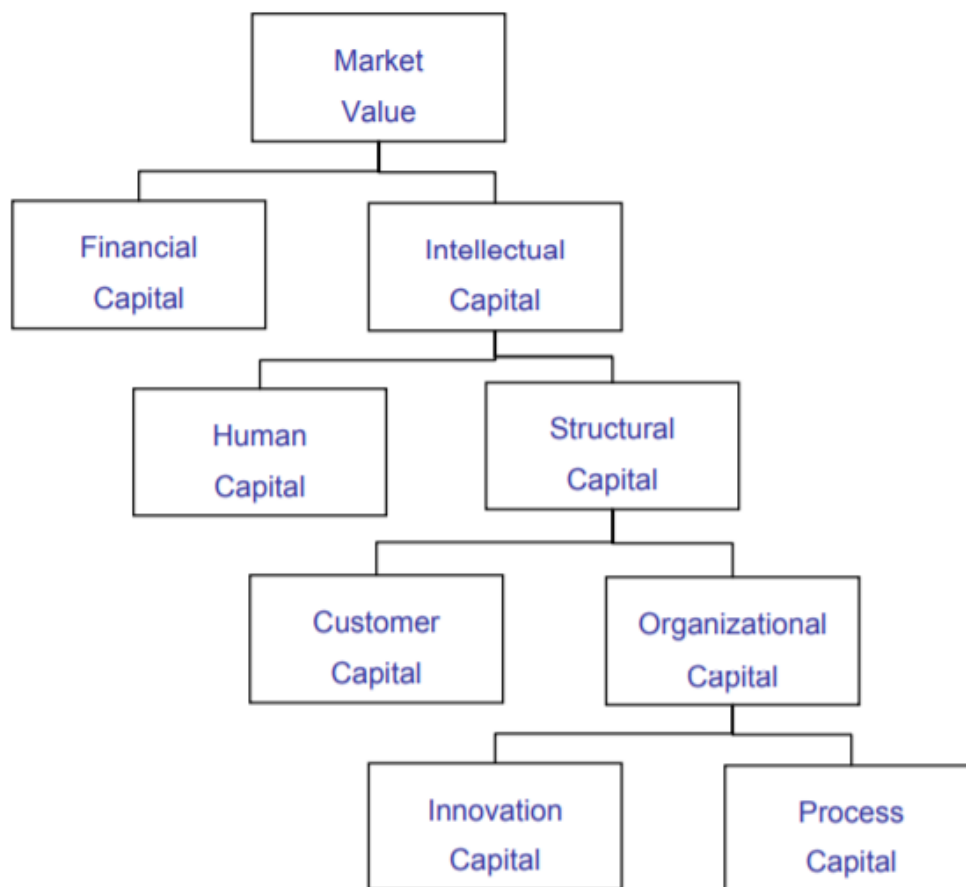 Market
Value
Financial
Capital
Intellectual
Capital
Human
Capital
Structural
Capital
Customer
Capital
Organizational
Capital
Innovation
Capital
Process
Capital